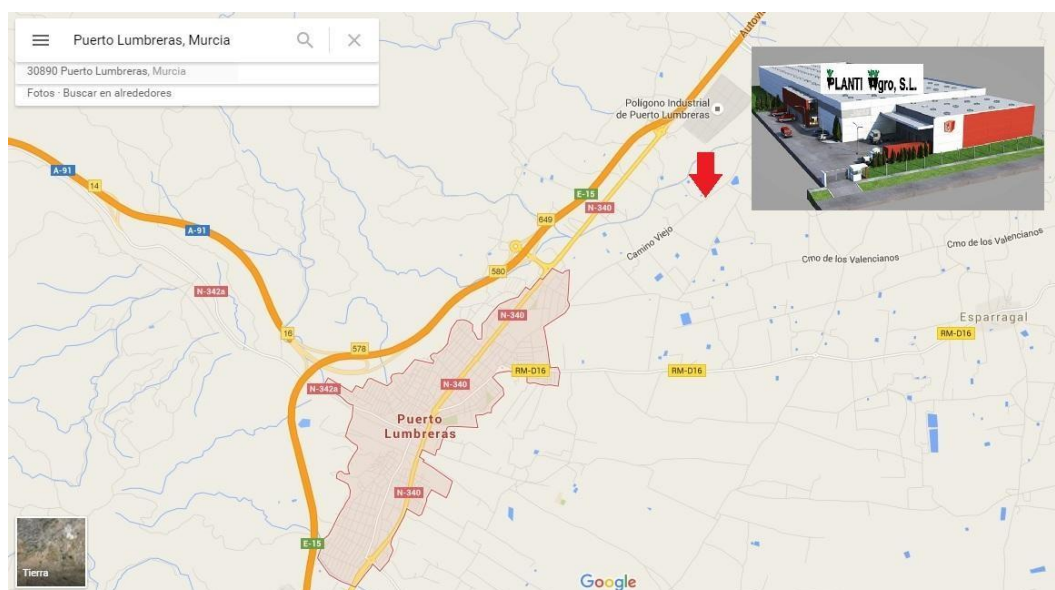 Puerto Lumbreras, Murcia
30890 Puerto Lumbreras, Murcia
Fotos · Buscar en alrededores
Autovía
PLANTI Agro, S.L.
Polígono Industrial
de Puerto Lumbreras
A-91
14
E-15
N-340
A-91
649
Camino Viejo
Cmo de los Valencianos
Cmo de los Valencianos
580
N-342a
Esparragal
N-340
16
578
RM-D16
RM-D16
RM-D16
N-342a
N-340
Puerto
Lumbreras
N-340
E-15
Tierra
Google